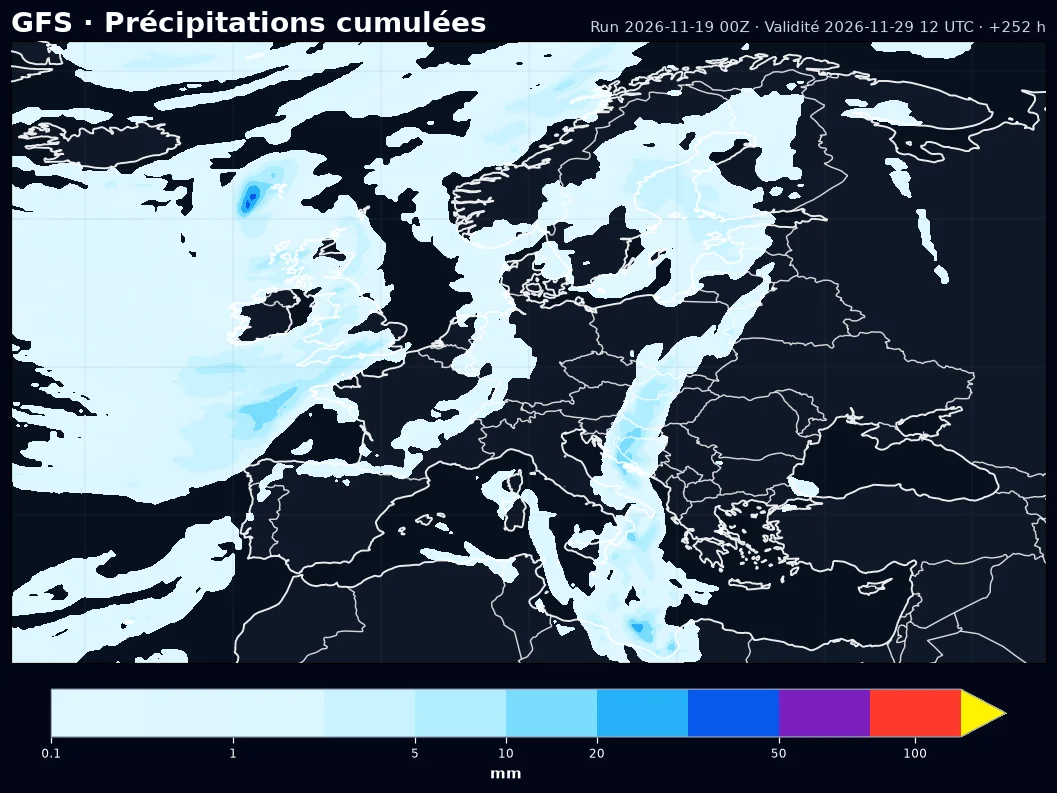 GFS · Précipitations cumulées
Run 2026-11-19 00Z · Validité 2026-11-29 12 UTC · +252 h
0.1 1 5 10 20 50 100
mm